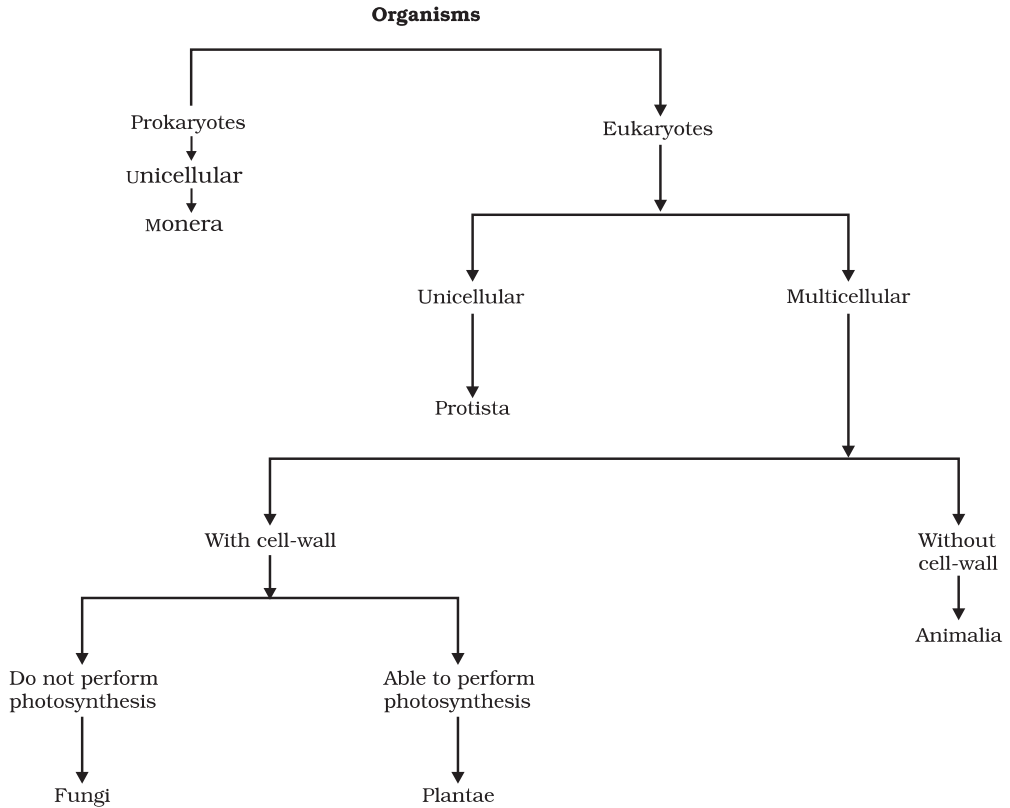 Organisms
Prokaryotes
Eukaryotes
Unicellular
Monera
Unicellular
Multicellular
Protista
With cell-wall
Without
cell-wall
Animalia
Do not perform
photosynthesis
Able to perform
photosynthesis
Fungi
Plantae